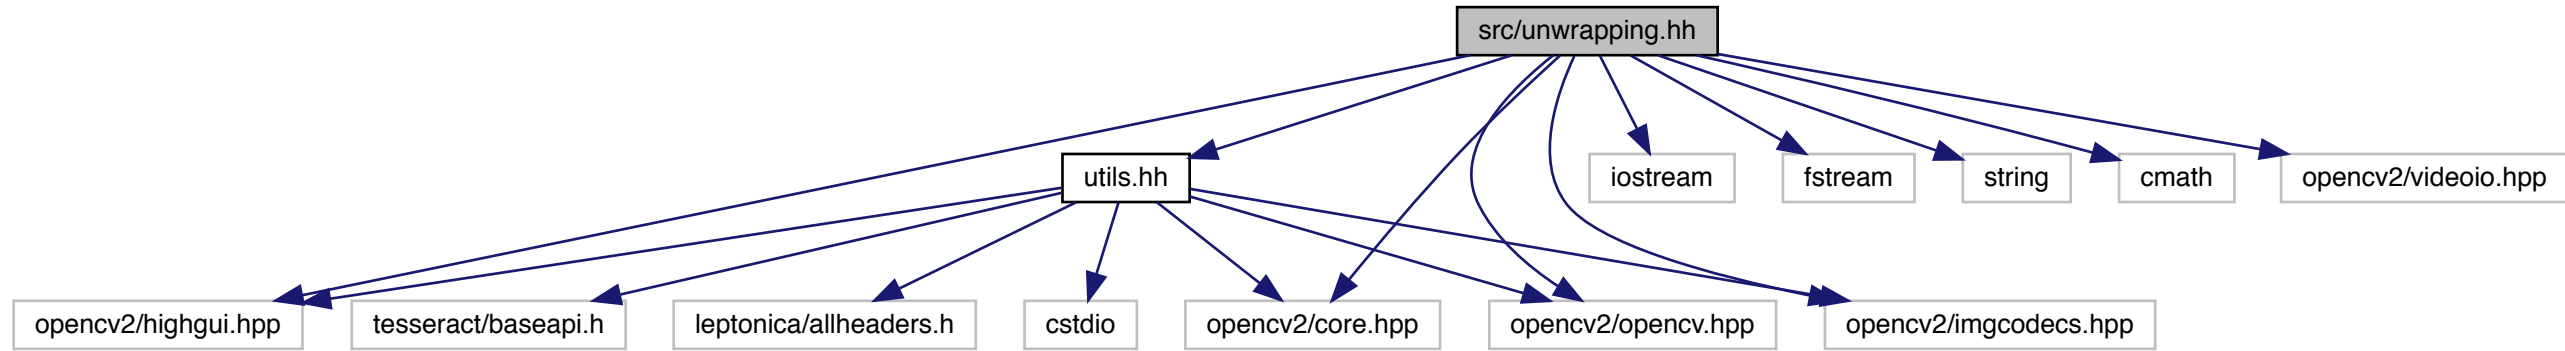 src/unwrapping.hh
utils.hh
iostream
fstream
string
cmath
opencv2/videoio.hpp
opencv2/highgui.hpp
tesseract/baseapi.h
leptonica/allheaders.h
cstdio
opencv2/core.hpp
opencv2/opencv.hpp
opencv2/imgcodecs.hpp